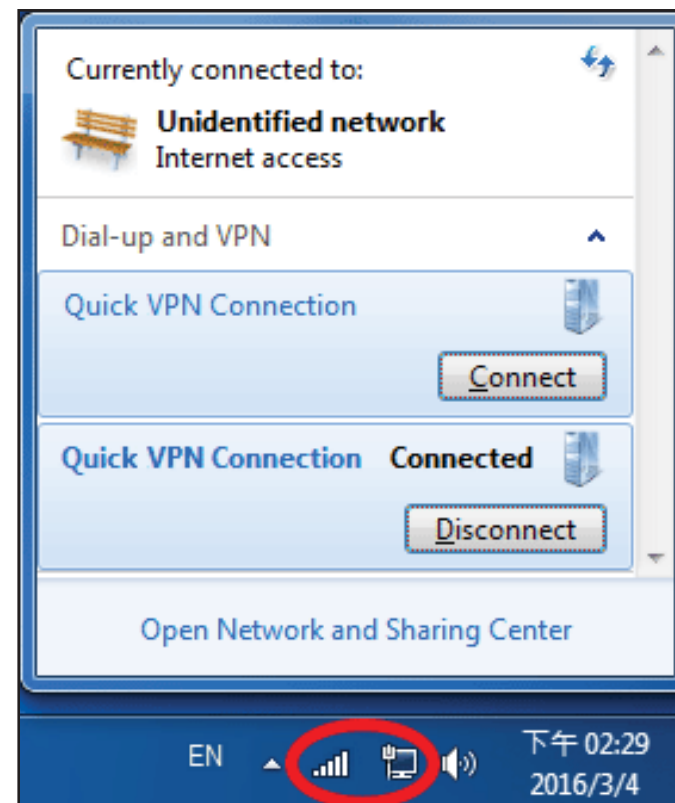 Currently connected to:
Unidentified network
Internet access
Dial-up and VPN
Quick VPN Connection
Connect
Quick VPN Connection Connected
Disconnect
Open Network and Sharing Center
EN 下午 02:29
2016/3/4